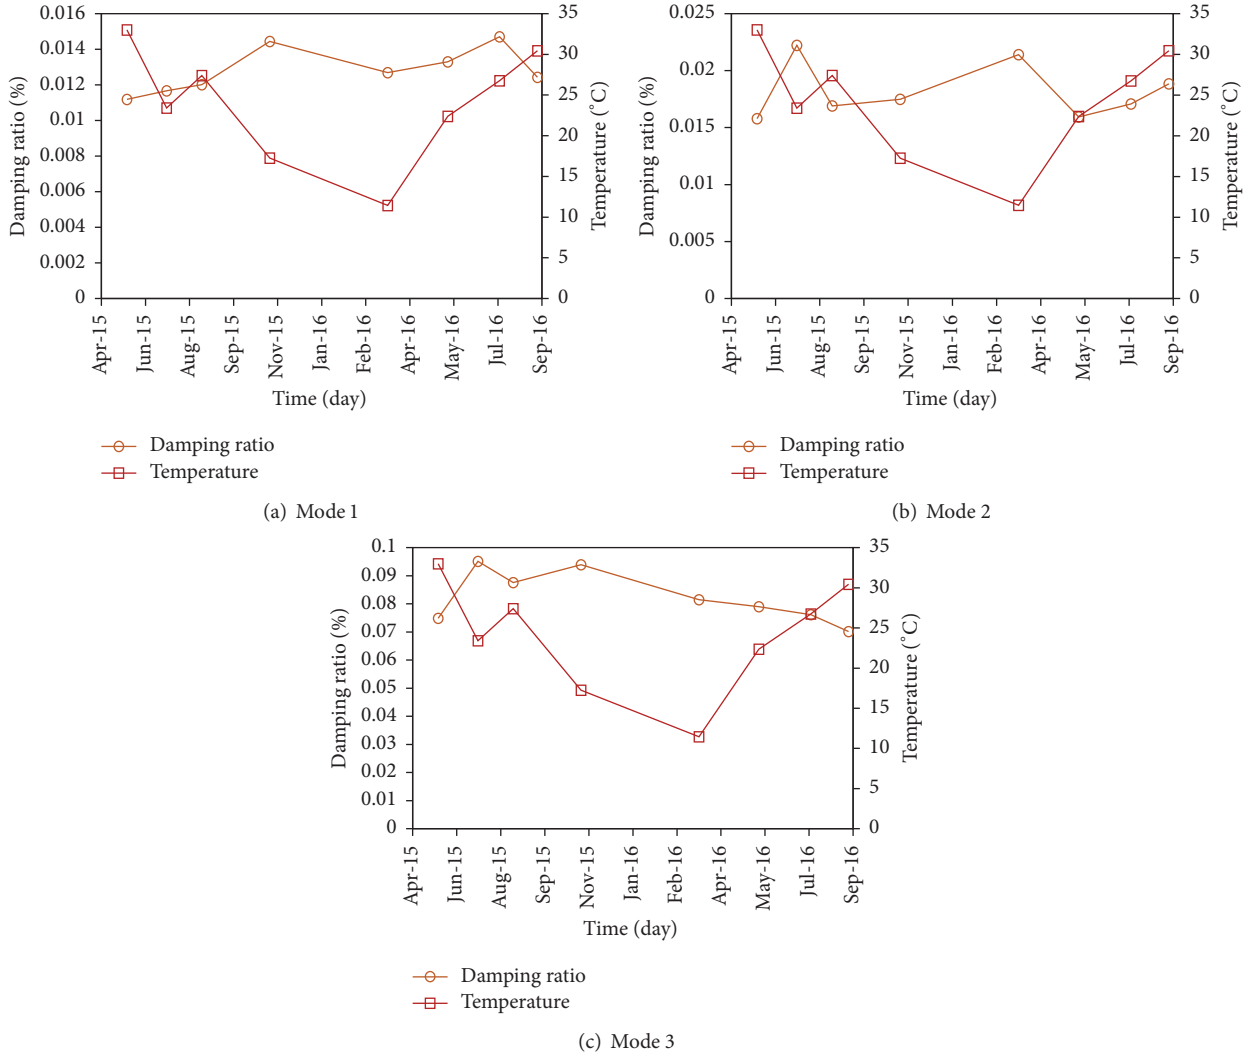 0.016
0.014
0.012
0.01
0.008
0.006
0.004
0.002
0
Damping ratio (%)
35
30
25
20
15
10
5
0
Temperature (°C)
Apr-15
Jun-15
Aug-15
Sep-15
Nov-15
Jan-16
Feb-16
Apr-16
May-16
Jul-16
Sep-16
Time (day)
Damping ratio
Temperature
(a) Mode 1
0.025
0.02
0.015
0.01
0.005
0
Damping ratio (%)
35
30
25
20
15
10
5
0
Temperature (°C)
Apr-15
Jun-15
Aug-15
Sep-15
Nov-15
Jan-16
Feb-16
Apr-16
May-16
Jul-16
Sep-16
Time (day)
Damping ratio
Temperature
(b) Mode 2
0.1
0.09
0.08
0.07
0.06
0.05
0.04
0.03
0.02
0.01
0
Damping ratio (%)
35
30
25
20
15
10
5
0
Temperature (°C)
Apr-15
Jun-15
Aug-15
Sep-15
Nov-15
Jan-16
Feb-16
Apr-16
May-16
Jul-16
Sep-16
Time (day)
Damping ratio
Temperature
(c) Mode 3